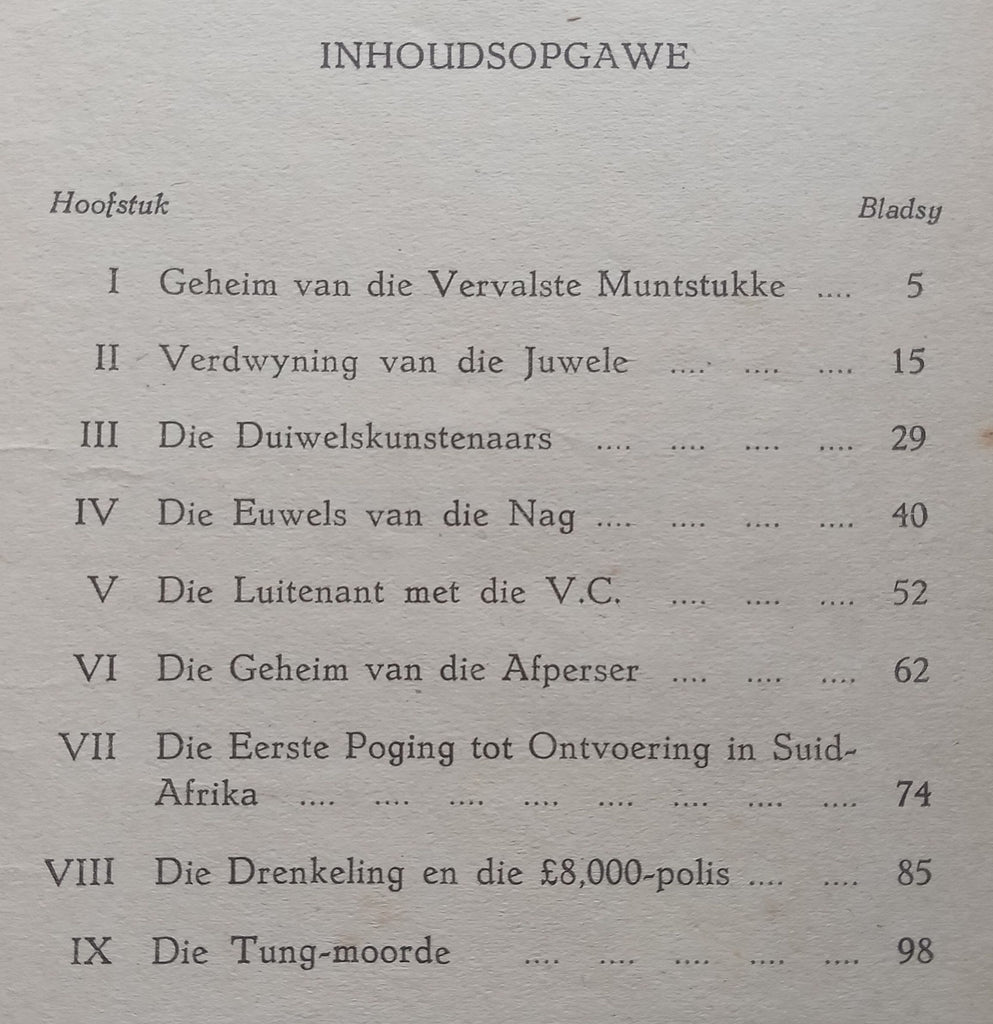 INHOUDSOPGAWE
Hoofstuk Bladsy
I Geheim van die Vervalste Muntstukke .... 5
II Verdwyning van die Juwele .... .... .... 15
III Die Duiwelskunstenaars .... .... .... .... 29
IV Die Euwels van die Nag .... .... .... .... 40
V Die Luitenant met die V.C. .... .... .... 52
VI Die Geheim van die Afperser .... .... .... 62
VII Die Eerste Poging tot Ontvoering in Suid-
Afrika .... .... .... .... .... .... .... .... 74
VIII Die Drenkeling en die £8,000-polis .... .... 85
IX Die Tung-moorde .... .... .... .... .... 98